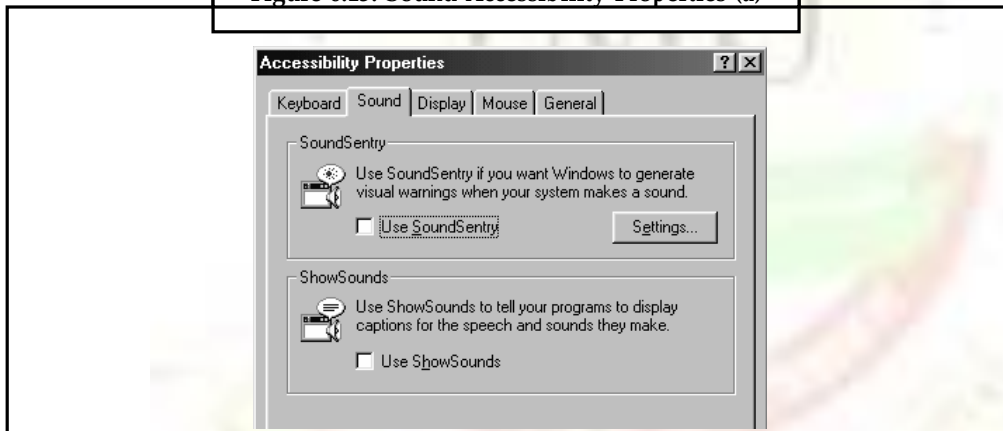 Accessibility Properties
Keyboard Sound Display Mouse General
SoundSentry
Use SoundSentry if you want Windows to generate
visual warnings when your system makes a sound.
Use SoundSentry
Settings...
ShowSounds
Use ShowSounds to tell your programs to display
captions for the speech and sounds they make.
Use ShowSounds